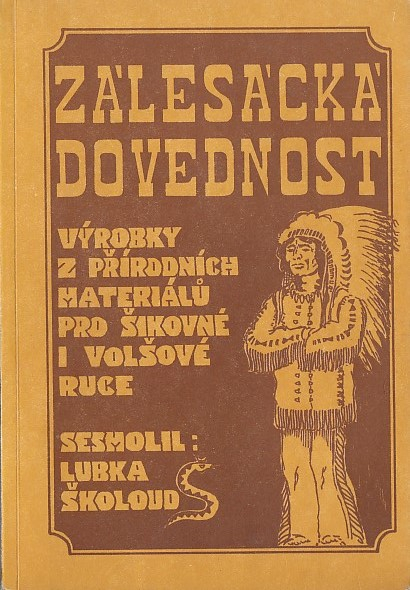 ZÁLESÁCKÁ
DOVEDNOST
VÝROBKY
Z PŘÍRODNÍCH
MATERIÁLŮ
PRO ŠIKOVNÉ
I VOLŠOVÉ
RUCE
SESMOLIL:
LUBKA
ŠKOLOUD